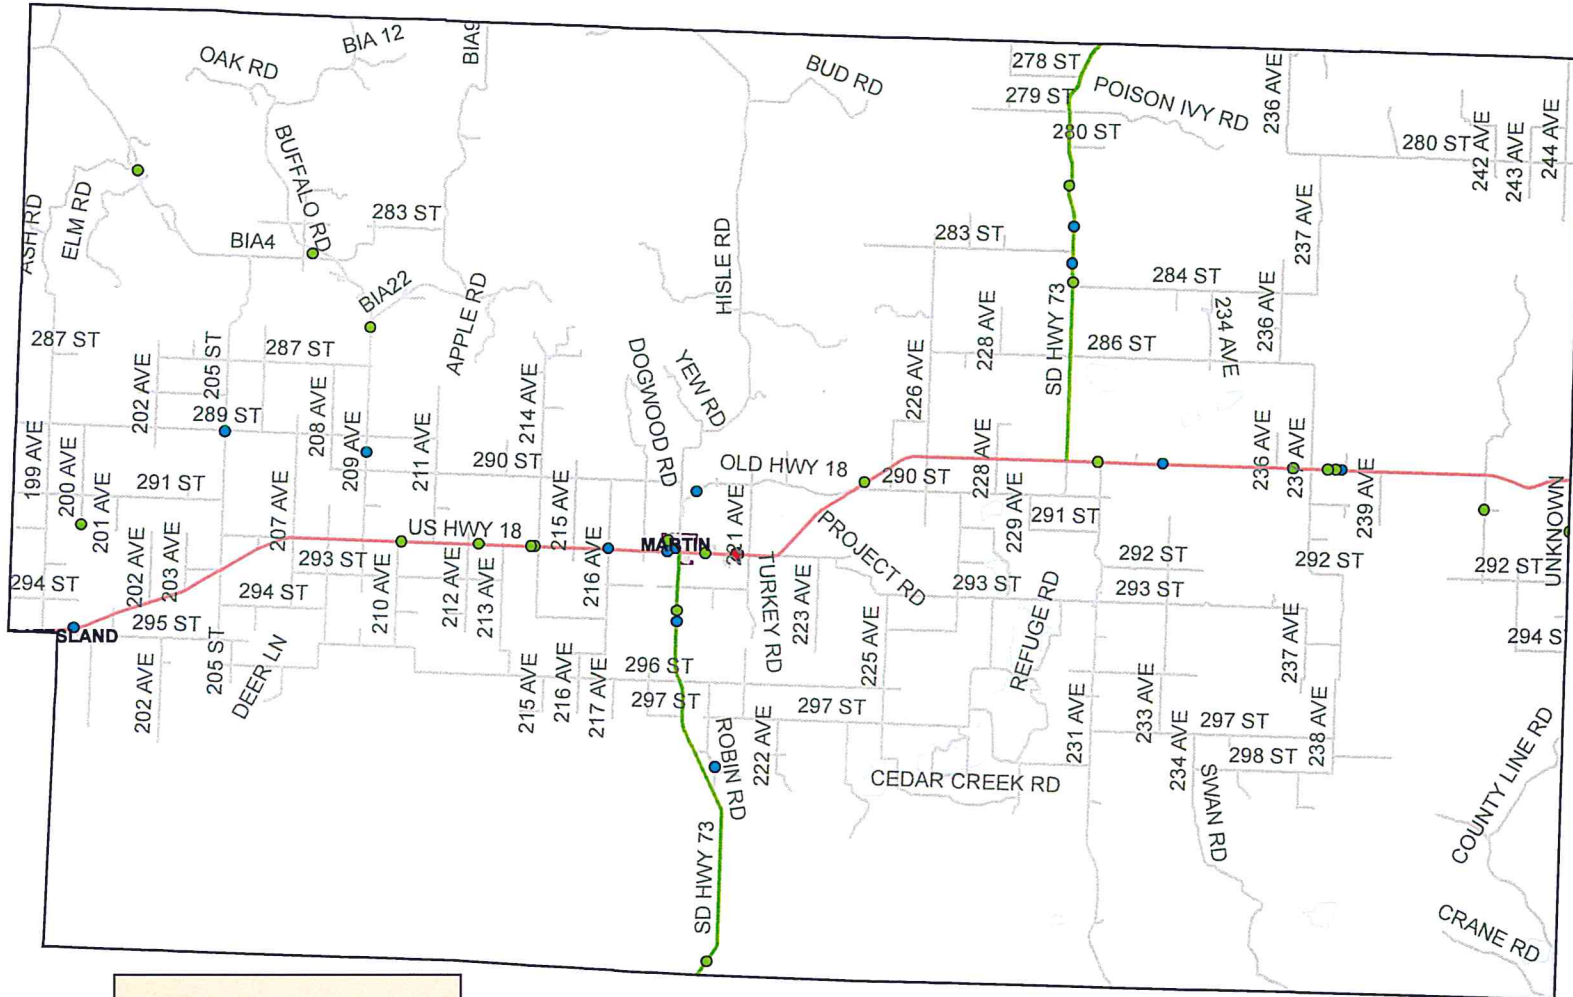 BIA 12
BIA9
OAK RD
BUD RD
278 ST
279 ST
POISON IVY RD
236 AVE
280 ST
280 ST
242 AVE
243 AVE
244 AVE
BUFFALO RD
ASH RD
ELM RD
283 ST
BIA4
HISLE RD
283 ST
237 AVE
BIA22
APPLE RD
284 ST
SD HWY 73
228 AVE
234 AVE
236 AVE
287 ST
287 ST
205 ST
202 AVE
286 ST
DOGWOOD RD
YEW RD
226 AVE
214 AVE
208 AVE
289 ST
209 AVE
211 AVE
199 AVE
200 AVE
201 AVE
291 ST
290 ST
OLD HWY 18
290 ST
228 AVE
236 AVE
239 AVE
207 AVE
215 AVE
US HWY 18
MARTIN
221 AVE
PROJECT RD
229 AVE
291 ST
292 ST
292 ST
292 ST
UNKNOWN
202 AVE
203 AVE
293 ST
294 ST
294 ST
210 AVE
212 AVE
213 AVE
216 AVE
TURKEY RD
223 AVE
293 ST
293 ST
REFUGE RD
295 ST
SLAND
205 ST
202 AVE
DEER LN
215 AVE
216 AVE
217 AVE
296 ST
297 ST
225 AVE
237 AVE
294 S
222 AVE
297 ST
ROBIN RD
231 AVE
233 AVE
234 AVE
297 ST
298 ST
238 AVE
CEDAR CREEK RD
SWAN RD
COUNTY LINE RD
SD HWY 73
CRANE RD